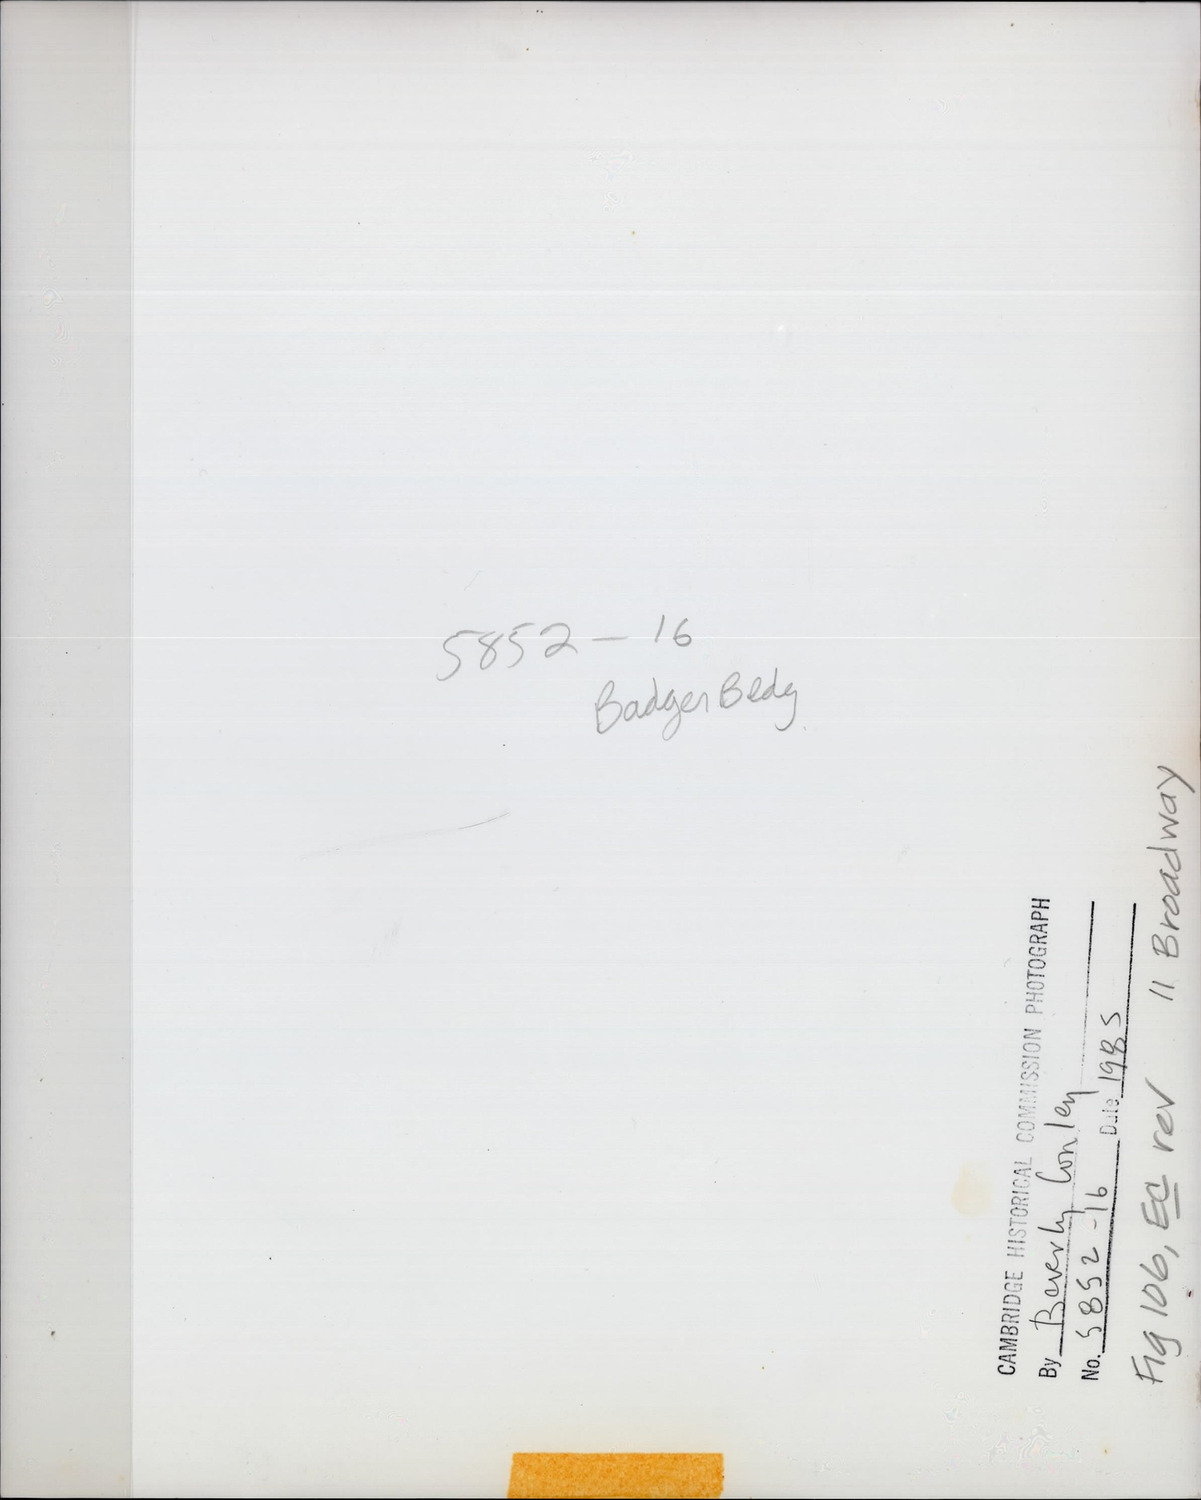 5852 - 16
Badger Bldg
CAMBRIDGE HISTORICAL COMMISSION PHOTOGRAPH
By Beverly Conley
No. 5852-16 Date 1985
Fig 106, EC rev 11 Broadway